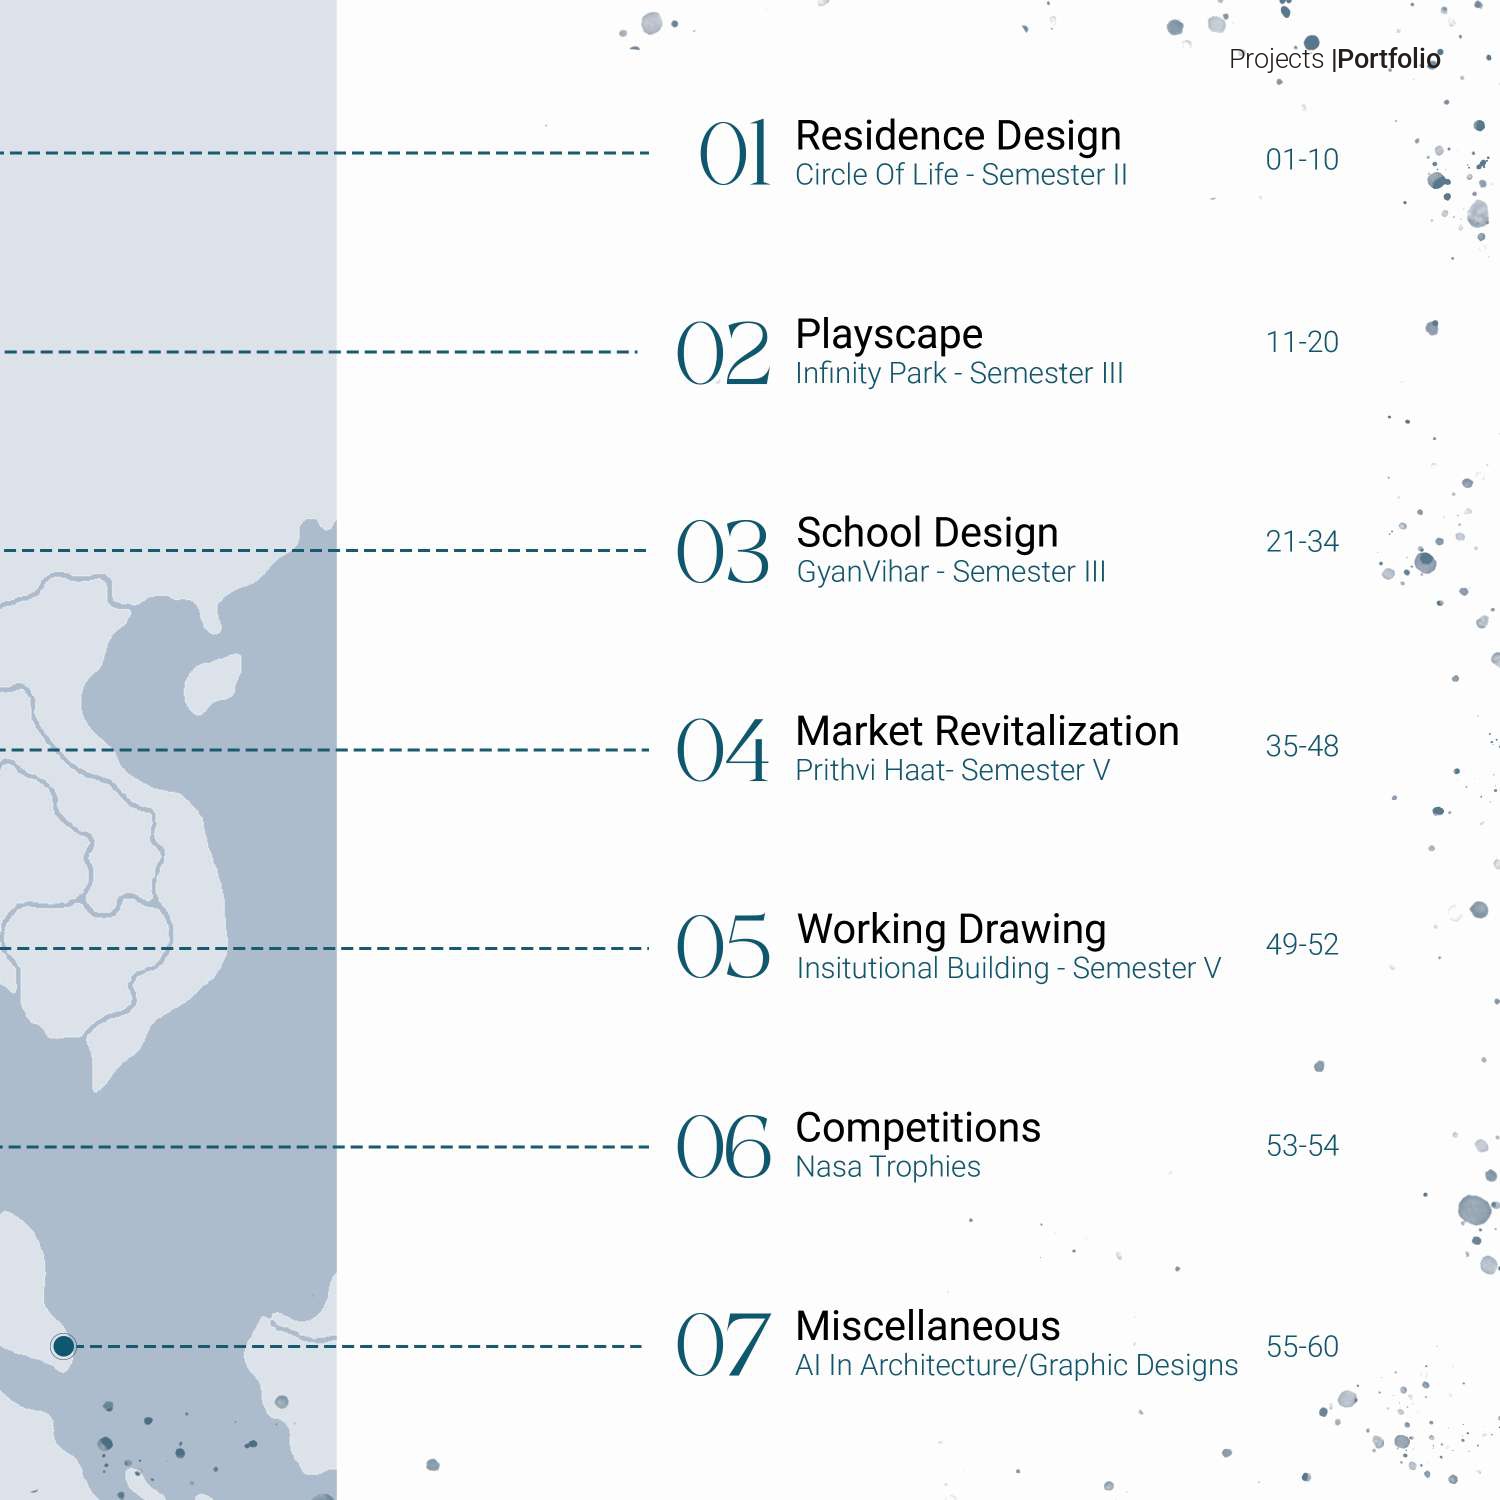 Projects |Portfolio
01 Residence Design
Circle Of Life - Semester II
01-10
02 Playscape
Infinity Park - Semester III
11-20
03 School Design
GyanVihar - Semester III
21-34
04 Market Revitalization
Prithvi Haat- Semester V
35-48
05 Working Drawing
Insitutional Building - Semester V
49-52
06 Competitions
Nasa Trophies
53-54
07 Miscellaneous
AI In Architecture/Graphic Designs
55-60